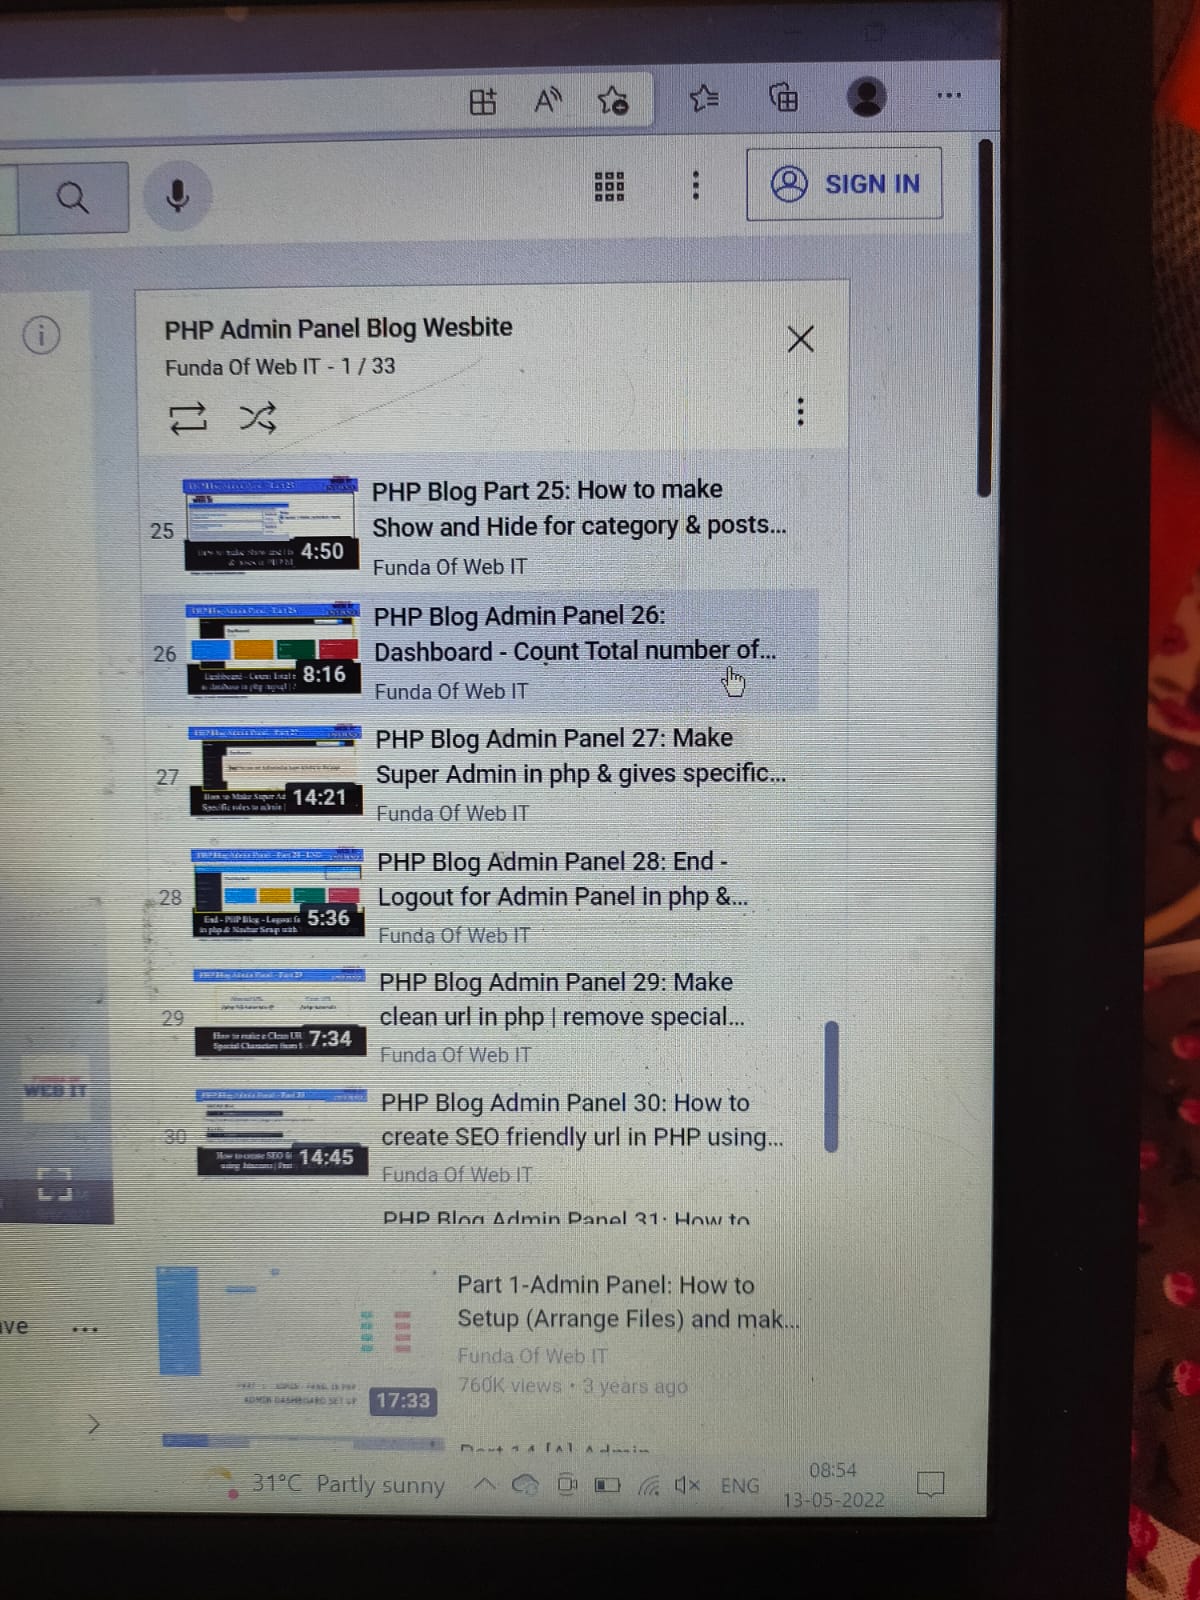 SIGN IN
PHP Admin Panel Blog Wesbite
Funda Of Web IT - 1 / 33
25
4:50
PHP Blog Part 25: How to make
Show and Hide for category & posts...
Funda Of Web IT
26
8:16
PHP Blog Admin Panel 26:
Dashboard - Count Total number of...
Funda Of Web IT
27
14:21
PHP Blog Admin Panel 27: Make
Super Admin in php & gives specific...
Funda Of Web IT
28
5:36
PHP Blog Admin Panel 28: End -
Logout for Admin Panel in php &...
Funda Of Web IT
29
7:34
PHP Blog Admin Panel 29: Make
clean url in php | remove special...
Funda Of Web IT
WEB IT
30
14:45
PHP Blog Admin Panel 30: How to
create SEO friendly url in PHP using...
Funda Of Web IT
PHP Blog Admin Panel 31: How to
Part 1-Admin Panel: How to
Setup (Arrange Files) and mak...
Funda Of Web IT
760K views • 3 years ago
17:33
31°C Partly sunny
ENG
08:54
13-05-2022